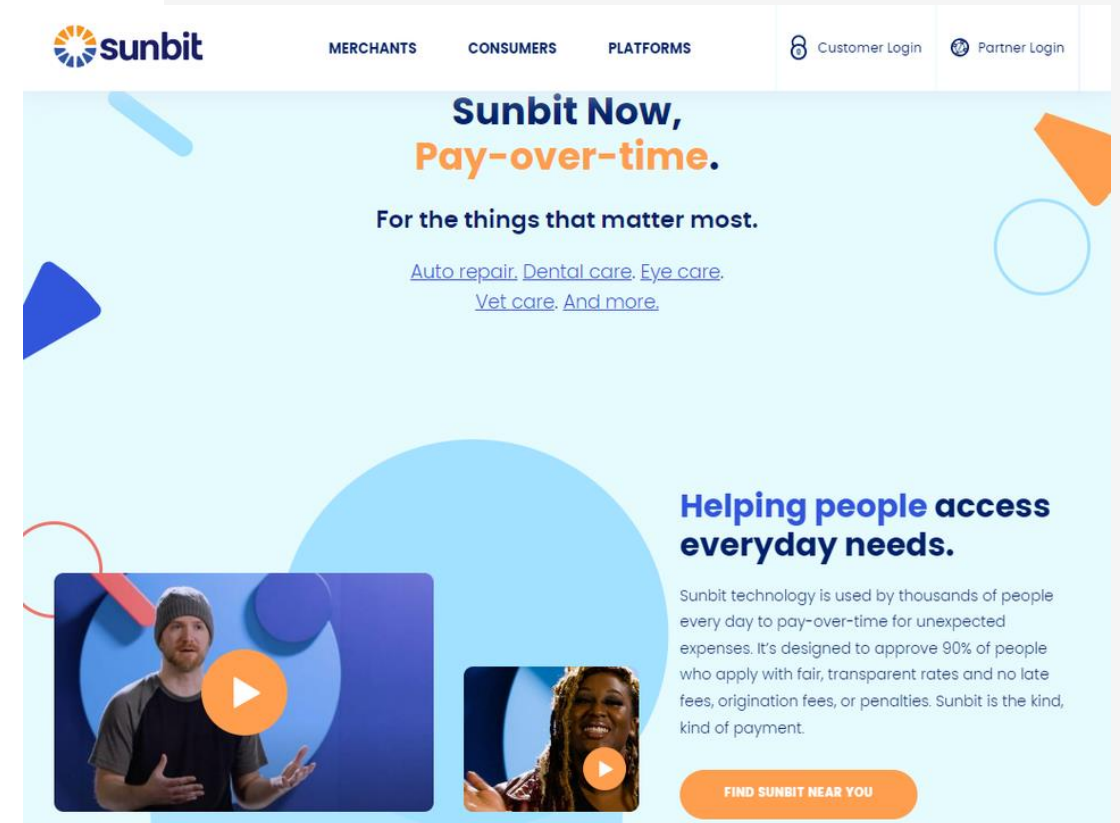 sunbit
MERCHANTS
CONSUMERS
PLATFORMS
Customer Login
Partner Login
Sunbit Now,
Pay-over-time.
For the things that matter most.
Auto repair. Dental care. Eye care.
Vet care. And more.
Helping people access
everyday needs.
Sunbit technology is used by thousands of people
every day to pay-over-time for unexpected
expenses. It's designed to approve 90% of people
who apply with fair, transparent rates and no late
fees, origination fees, or penalties. Sunbit is the kind,
kind of payment.
FIND SUNBIT NEAR YOU